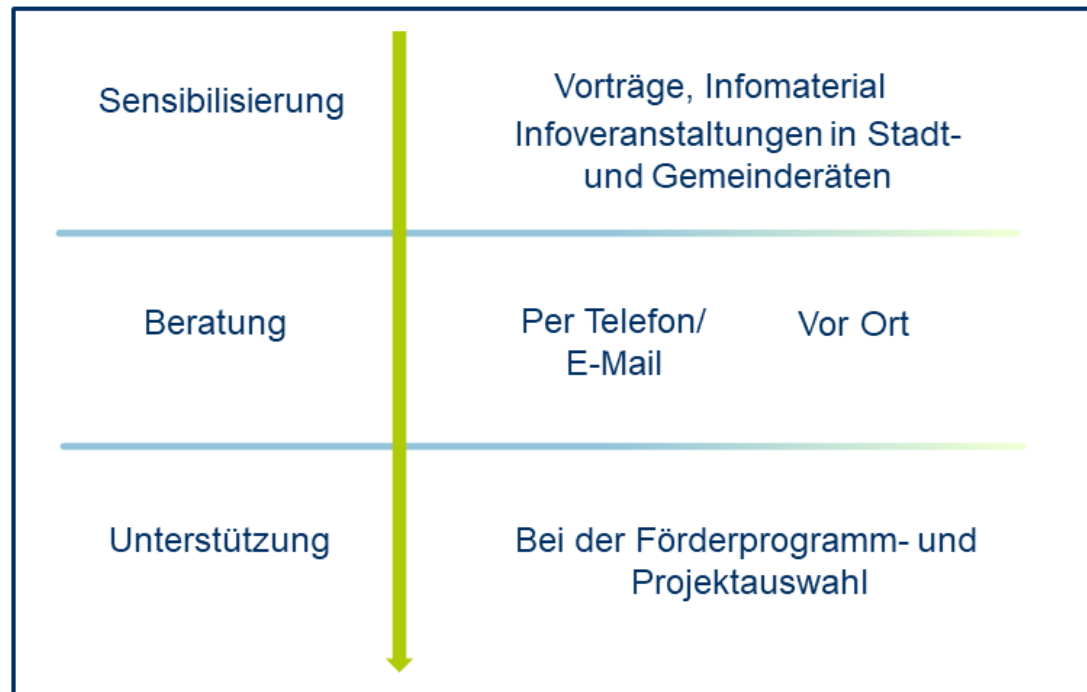 Sensibilisierung
Vorträge, Infomaterial
Infoveranstaltungen in Stadt-
und Gemeinderäten
Beratung
Per Telefon/
E-Mail
Vor Ort
Unterstützung
Bei der Förderprogramm- und
Projektauswahl